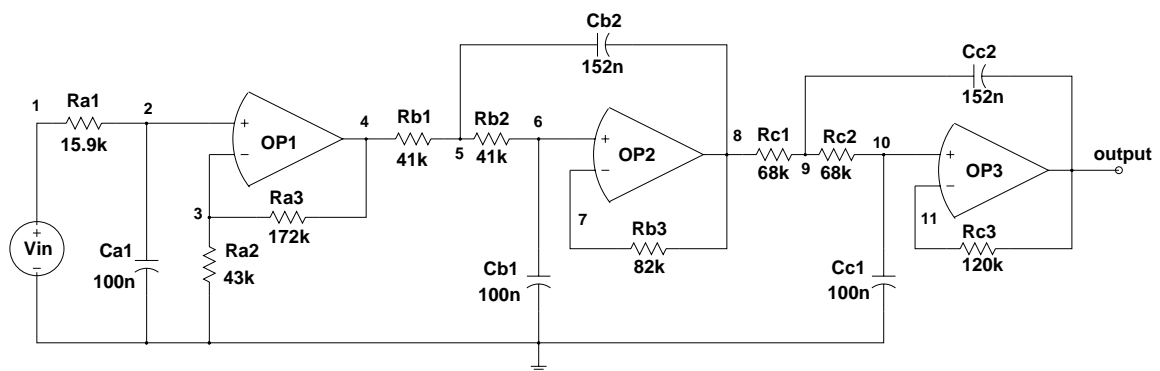 Cb2
152n
Cc2
152n
1
Ra1
15.9k
2
+
−
OP1
4
Rb1
41k
5
Rb2
41k
6
+
−
OP2
8
Rc1
68k
9
Rc2
68k
10
+
−
OP3
output
3
Ra3
172k
7
Rb3
82k
11
Rc3
120k
+
Vin
−
Ca1
100n
Ra2
43k
Cb1
100n
Cc1
100n